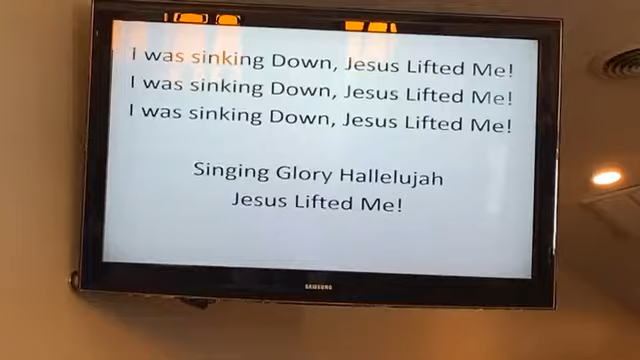 I was sinking Down, Jesus Lifted Me!
I was sinking Down, Jesus Lifted Me!
I was sinking Down, Jesus Lifted Me!
Singing Glory Hallelujah
Jesus Lifted Me!
SAMSUNG